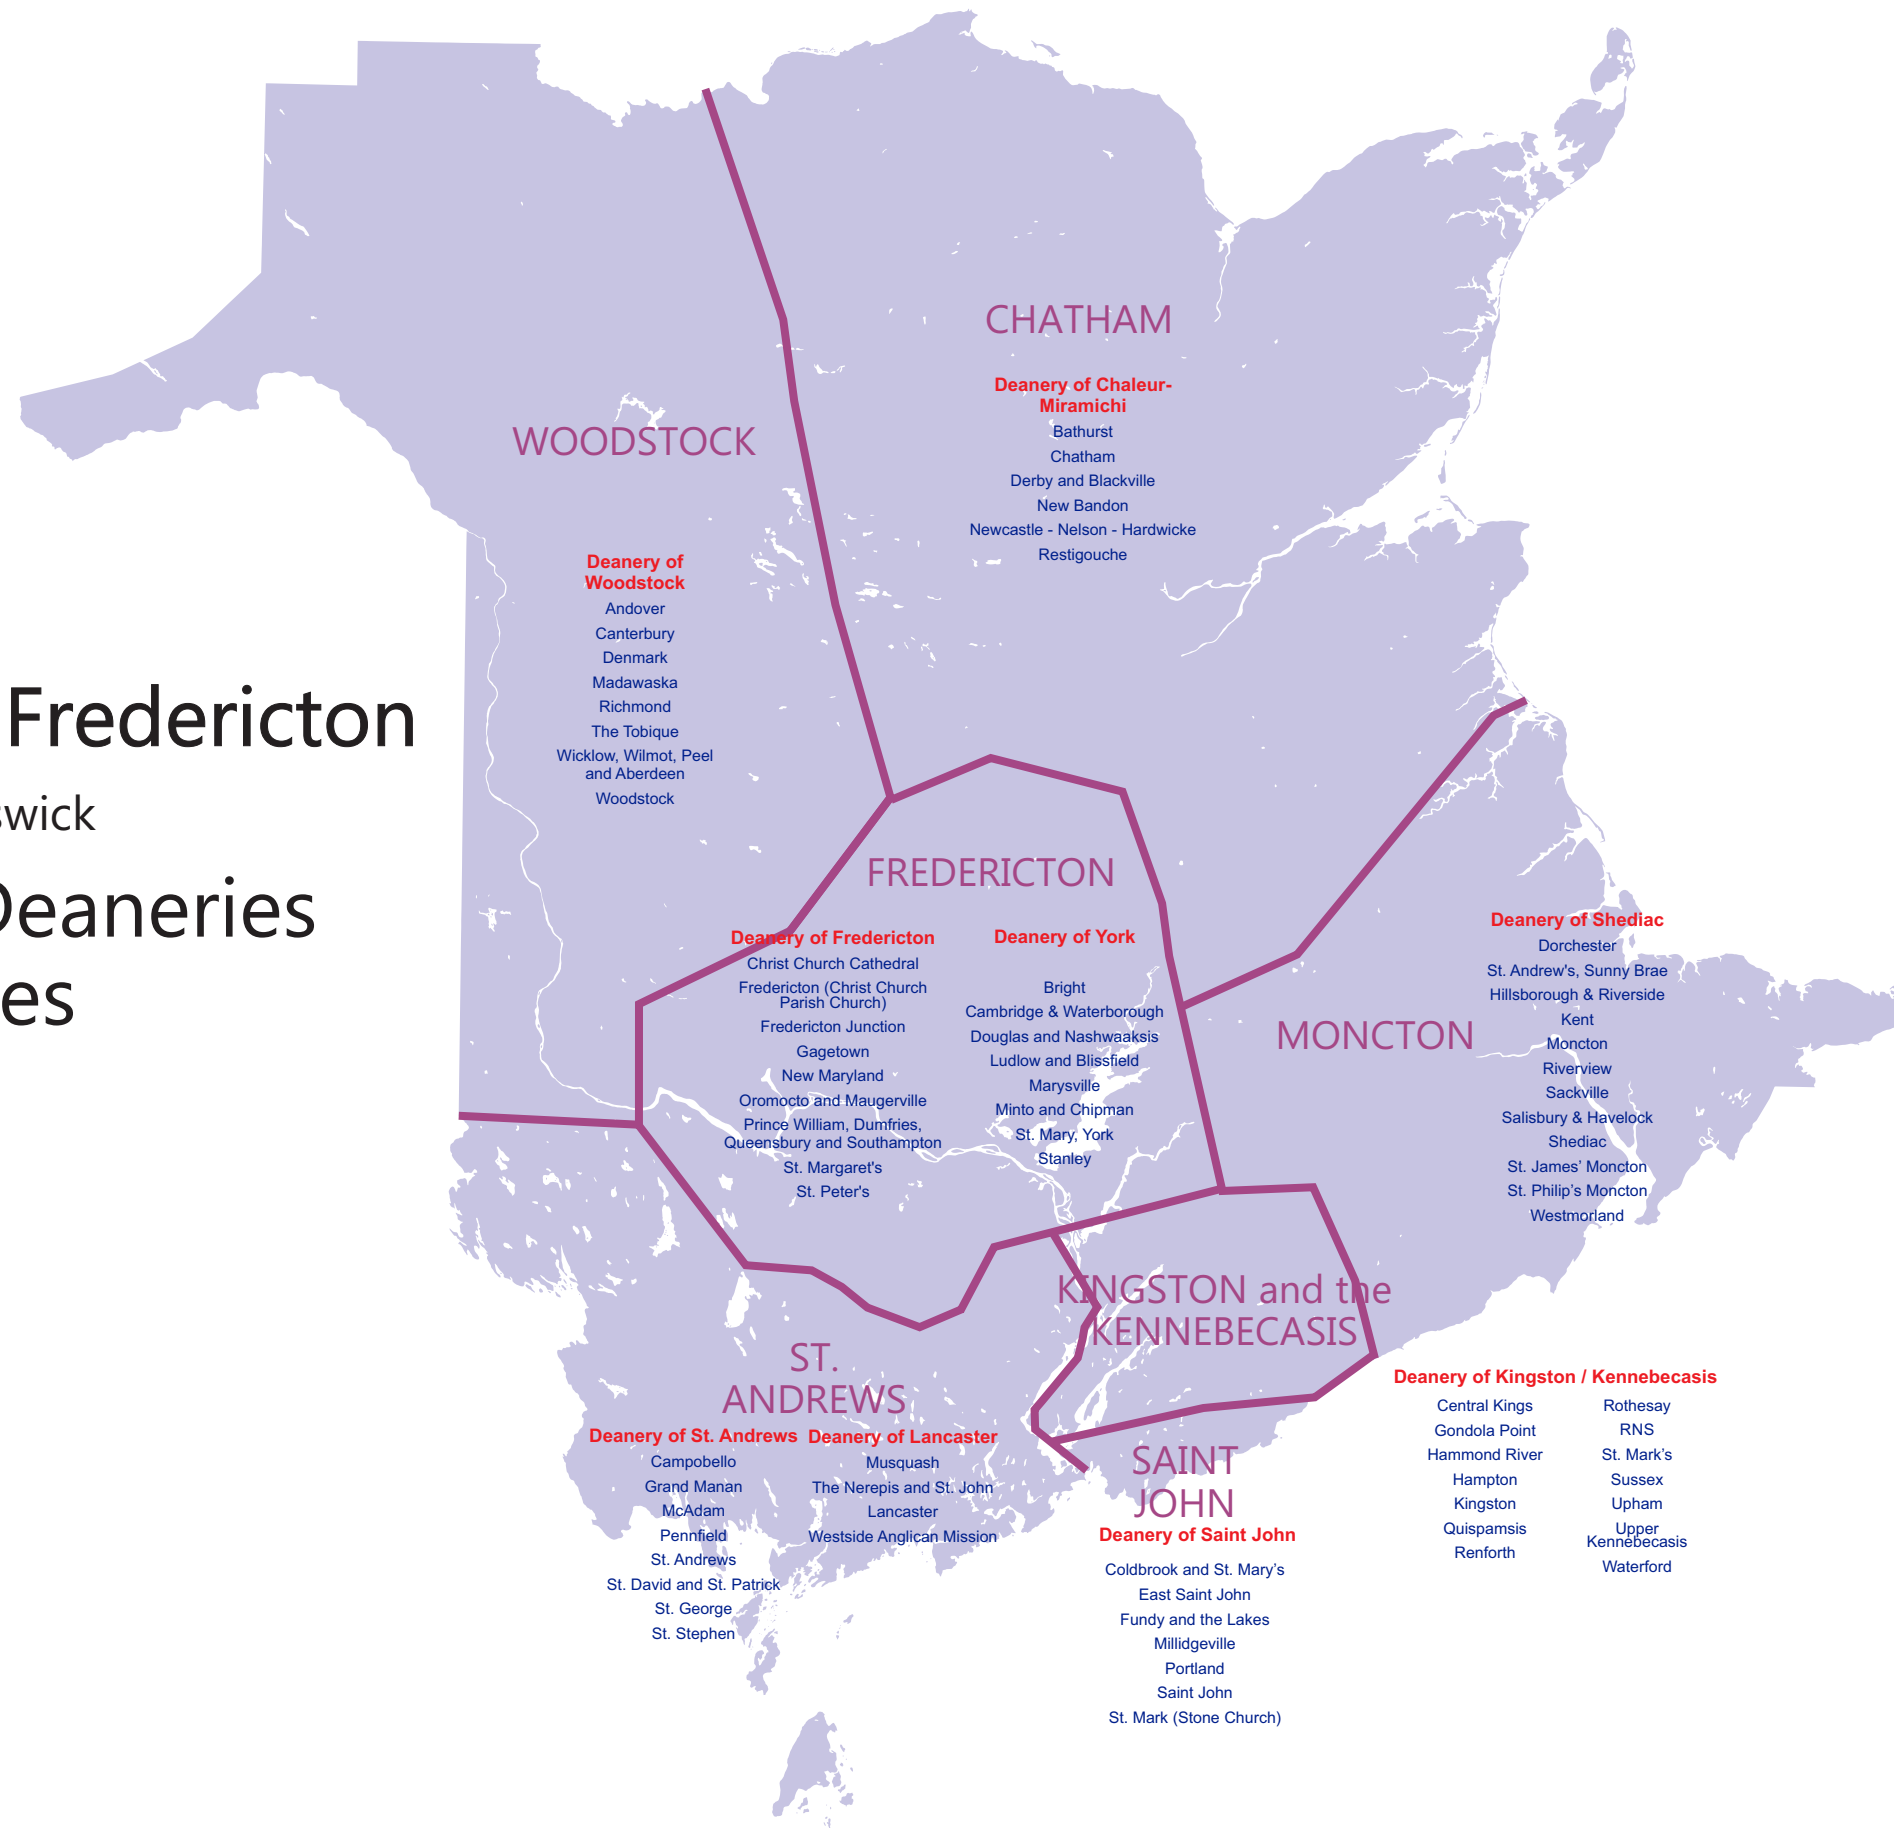 Fredericton
swick
Deaneries
es
CHATHAM
Deanery of Chaleur-
Miramichi
Bathurst
Chatham
Derby and Blackville
New Bandon
Newcastle - Nelson - Hardwicke
Restigouche
WOODSTOCK
Deanery of
Woodstock
Andover
Canterbury
Denmark
Madawaska
Richmond
The Tobique
Wicklow, Wilmot, Peel
and Aberdeen
Woodstock
FREDERICTON
Deanery of Fredericton
Christ Church Cathedral
Fredericton (Christ Church
Parish Church)
Fredericton Junction
Gagetown
New Maryland
Oromocto and Maugerville
Prince William, Dumfries,
Queensbury and Southampton
St. Margaret's
St. Peter's
Deanery of York
Bright
Cambridge & Waterborough
Douglas and Nashwaaksis
Ludlow and Blissfield
Marysville
Minto and Chipman
St. Mary, York
Stanley
MONCTON
Deanery of Shediac
Dorchester
St. Andrew's, Sunny Brae
Hillsborough & Riverside
Kent
Moncton
Riverview
Sackville
Salisbury & Havelock
Shediac
St. James’ Moncton
St. Philip’s Moncton
Westmorland
KINGSTON and the
KENNEBECASIS
Deanery of Kingston / Kennebecasis
Central Kings
Gondola Point
Hammond River
Hampton
Kingston
Quispamsis
Renforth
Rothesay
RNS
St. Mark’s
Sussex
Upham
Upper
Kennebecasis
Waterford
ST.
ANDREWS
Deanery of St. Andrews
Campobello
Grand Manan
McAdam
Pennfield
St. Andrews
St. David and St. Patrick
St. George
St. Stephen
Deanery of Lancaster
Musquash
The Nerepis and St. John
Lancaster
Westside Anglican Mission
SAINT
JOHN
Deanery of Saint John
Coldbrook and St. Mary’s
East Saint John
Fundy and the Lakes
Millidgeville
Portland
Saint John
St. Mark (Stone Church)